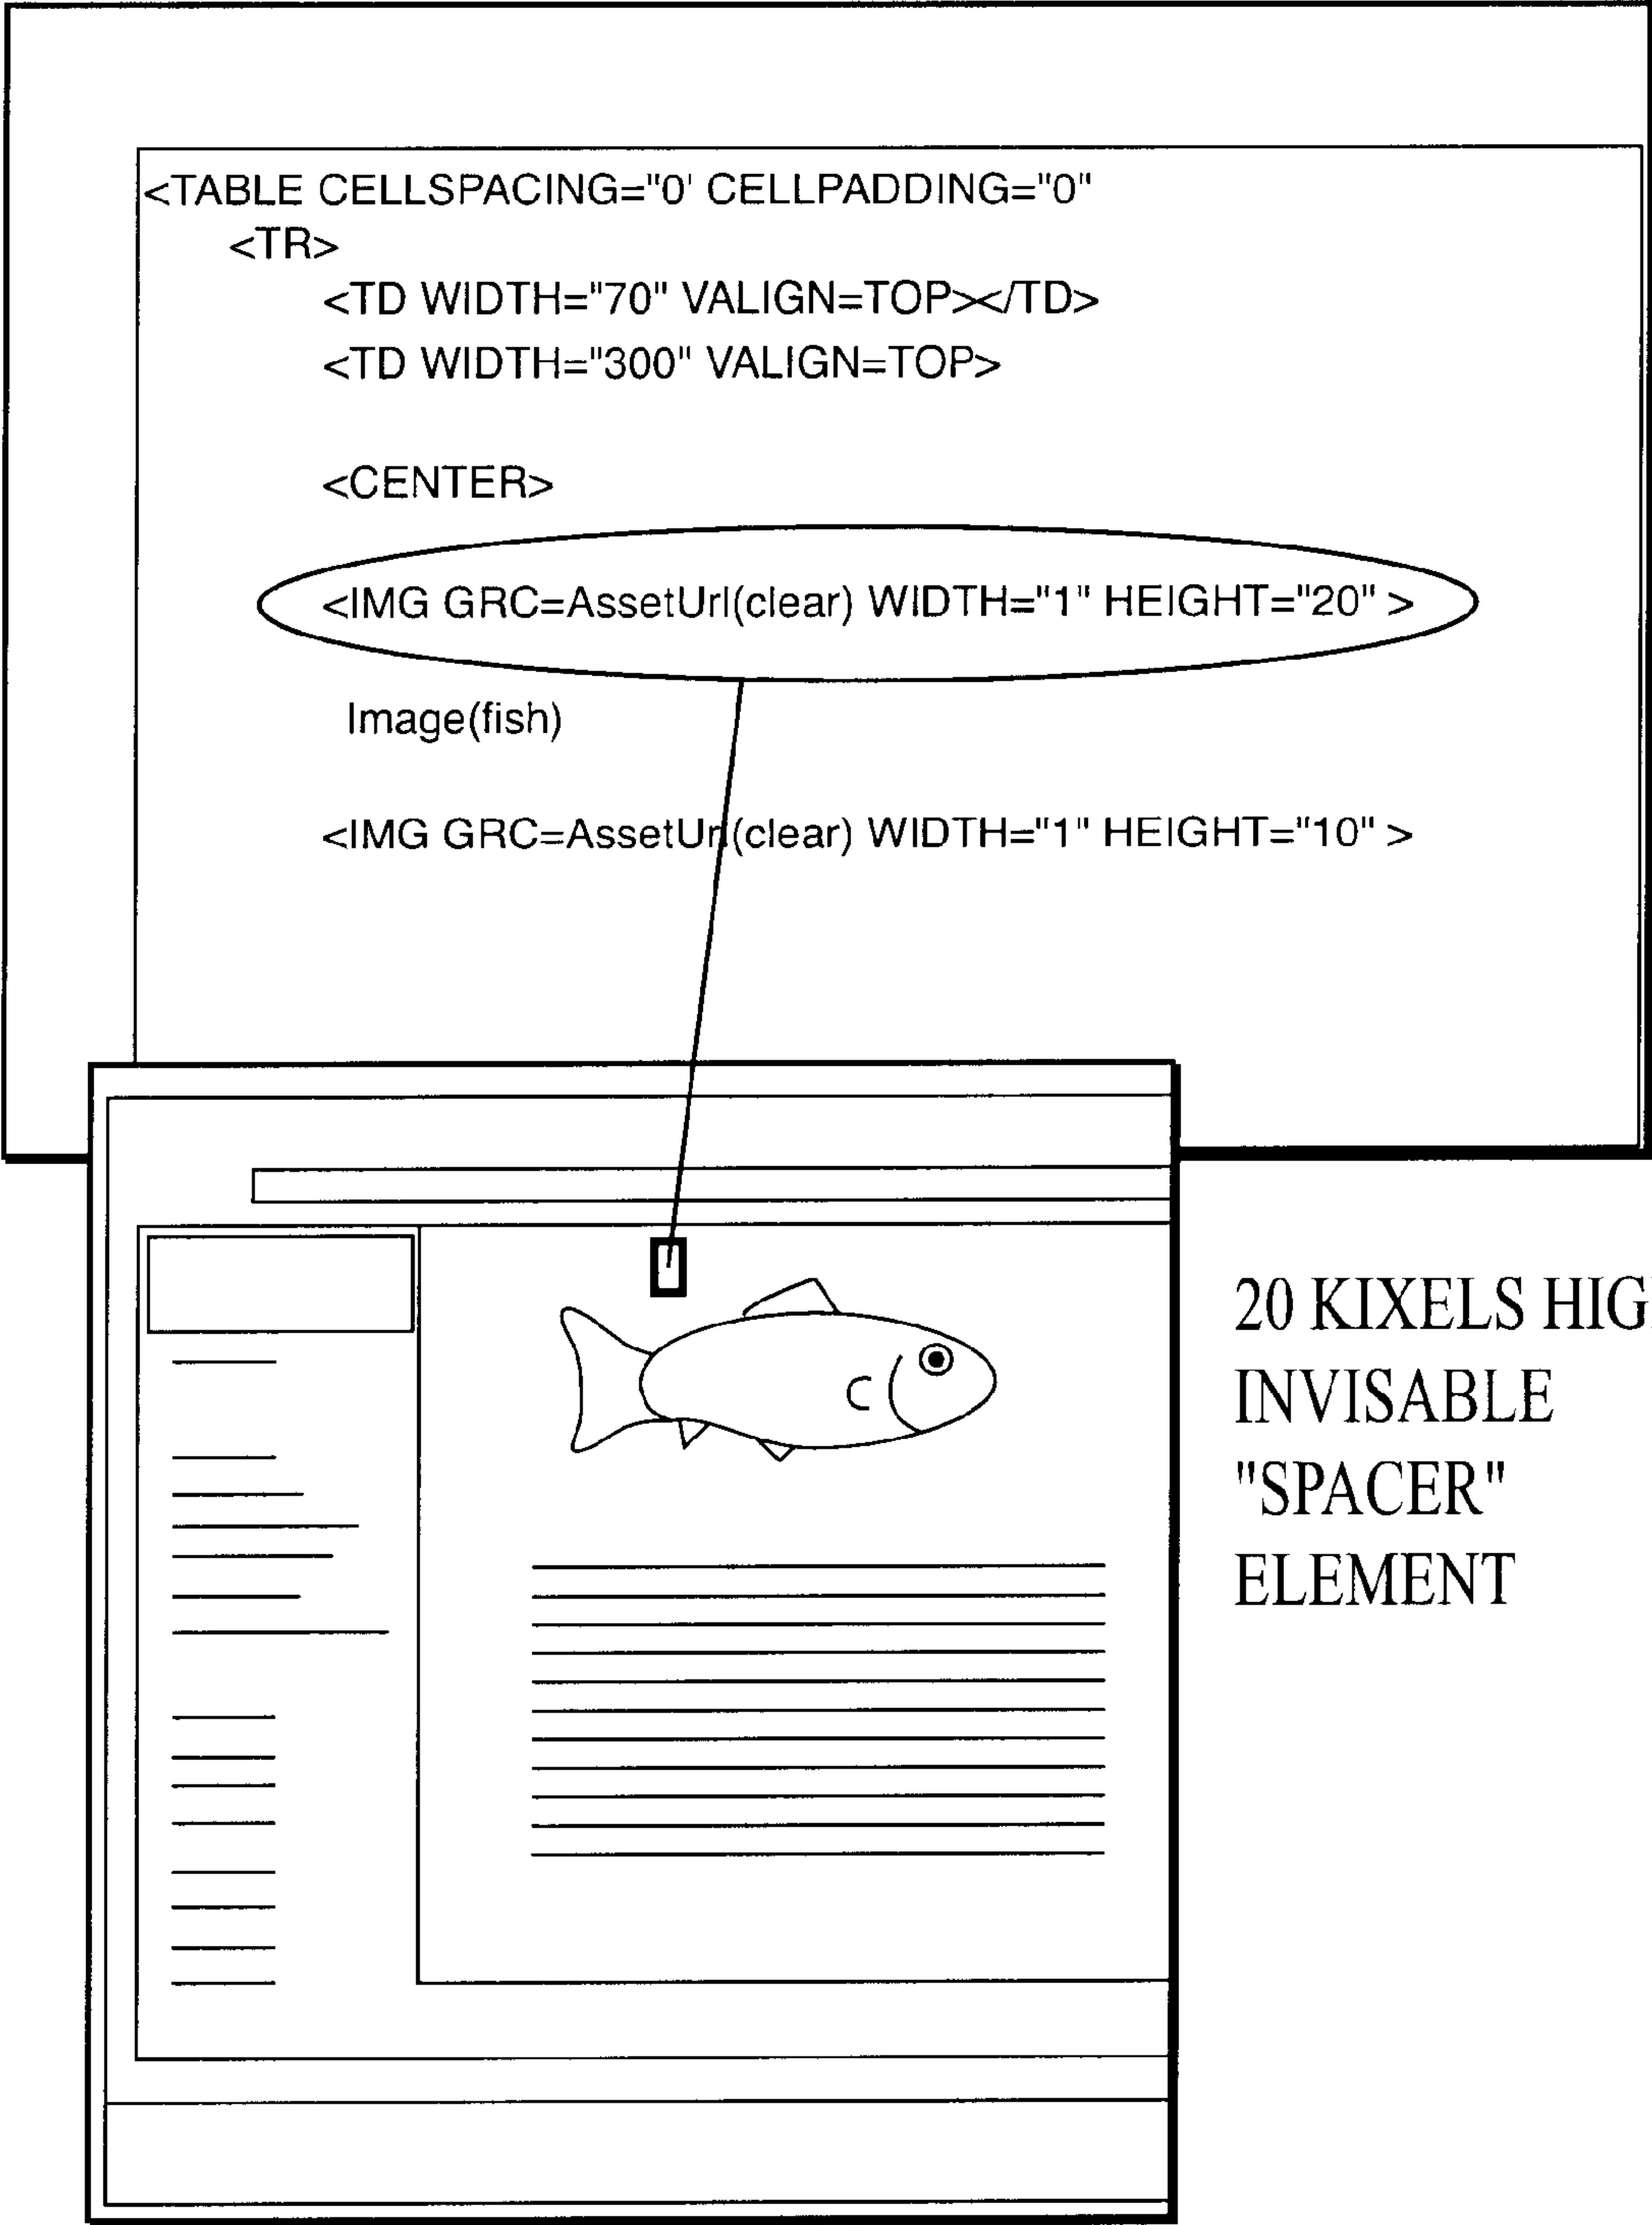 <TABLE CELLSPACING="0' CELLPADDING="0"
<TR>
<TD WIDTH="70" VALIGN=TOP></TD>
<TD WIDTH="300" VALIGN=TOP>
<CENTER>
<IMG GRC=AssetUrl(clear) WIDTH="1" HEIGHT="20" >
Image(fish)
<IMG GRC=AssetUrl(clear) WIDTH="1" HEIGHT="10" >
20 KIXELS HIG
INVISABLE
"SPACER"
ELEMENT